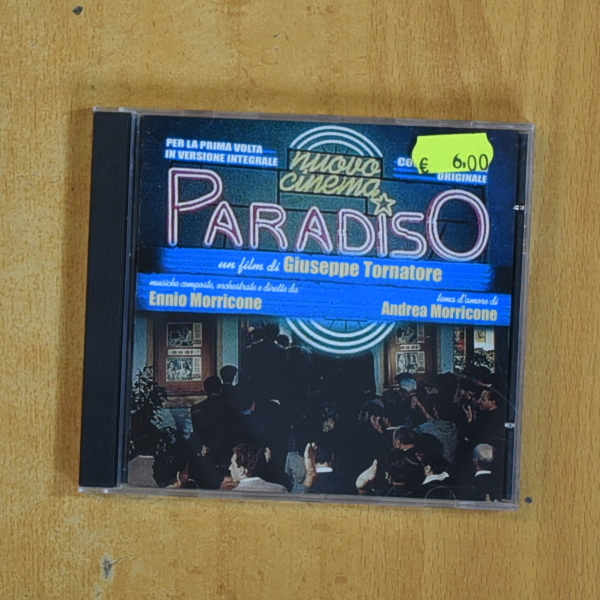 PER LA PRIMA VOLTA
IN VERSIONE INTEGRALE
nuovo
cinema
ORIGINALE
€ 6,00
PARADISO
un film di Giuseppe Tornatore
musiche composte, orchestrate e dirette da
Ennio Morricone
tema d'amore di
Andrea Morricone